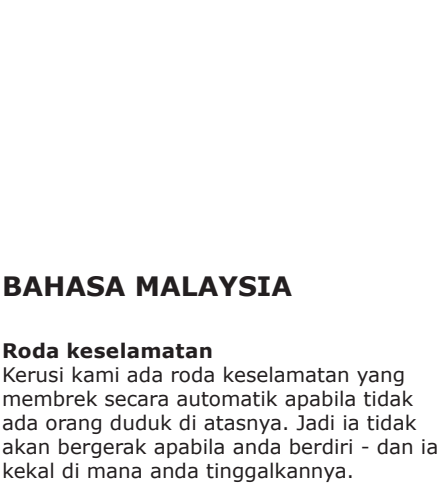 BAHASA MALAYSIA
Roda keselamatan
Kerusi kami ada roda keselamatan yang
membrek secara automatik apabila tidak
ada orang duduk di atasnya. Jadi ia tidak
akan bergerak apabila anda berdiri - dan ia
kekal di mana anda tinggalkannya.